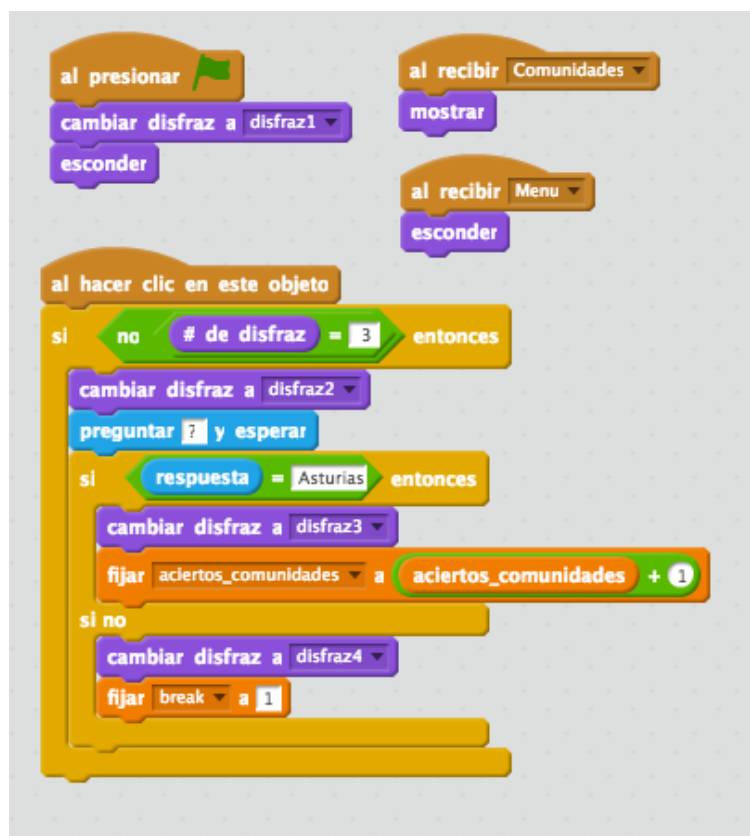 al presionar
cambiar disfraz a disfraz1
esconder
al recibir Comunidades
mostrar
al recibir Menu
esconder
al hacer clic en este objeto
si no # de disfraz = 3 entonces
cambiar disfraz a disfraz2
preguntar ? y esperar
si respuesta = Asturias entonces
cambiar disfraz a disfraz3
fijar aciertos_comunidades a aciertos_comunidades + 1
si no
cambiar disfraz a disfraz4
fijar break a 1